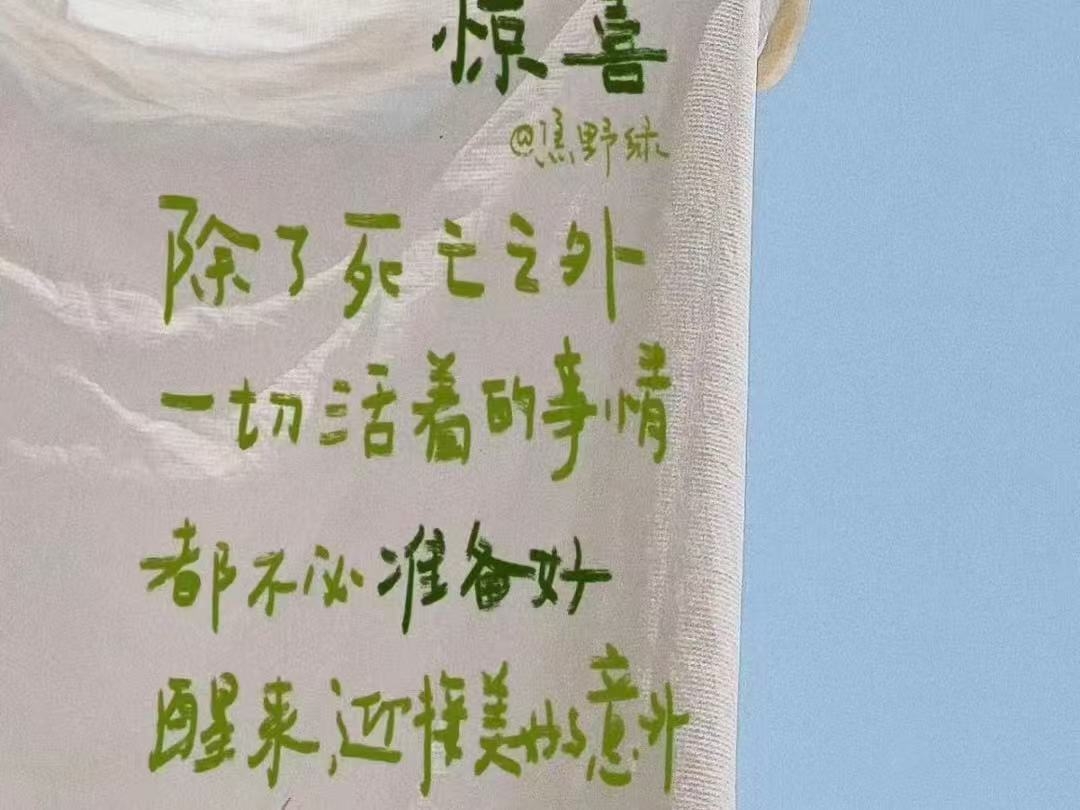 惊喜
@焦野绿
除了死亡之外
一切活着的事情
都不必准备好
醒来迎接美好意外